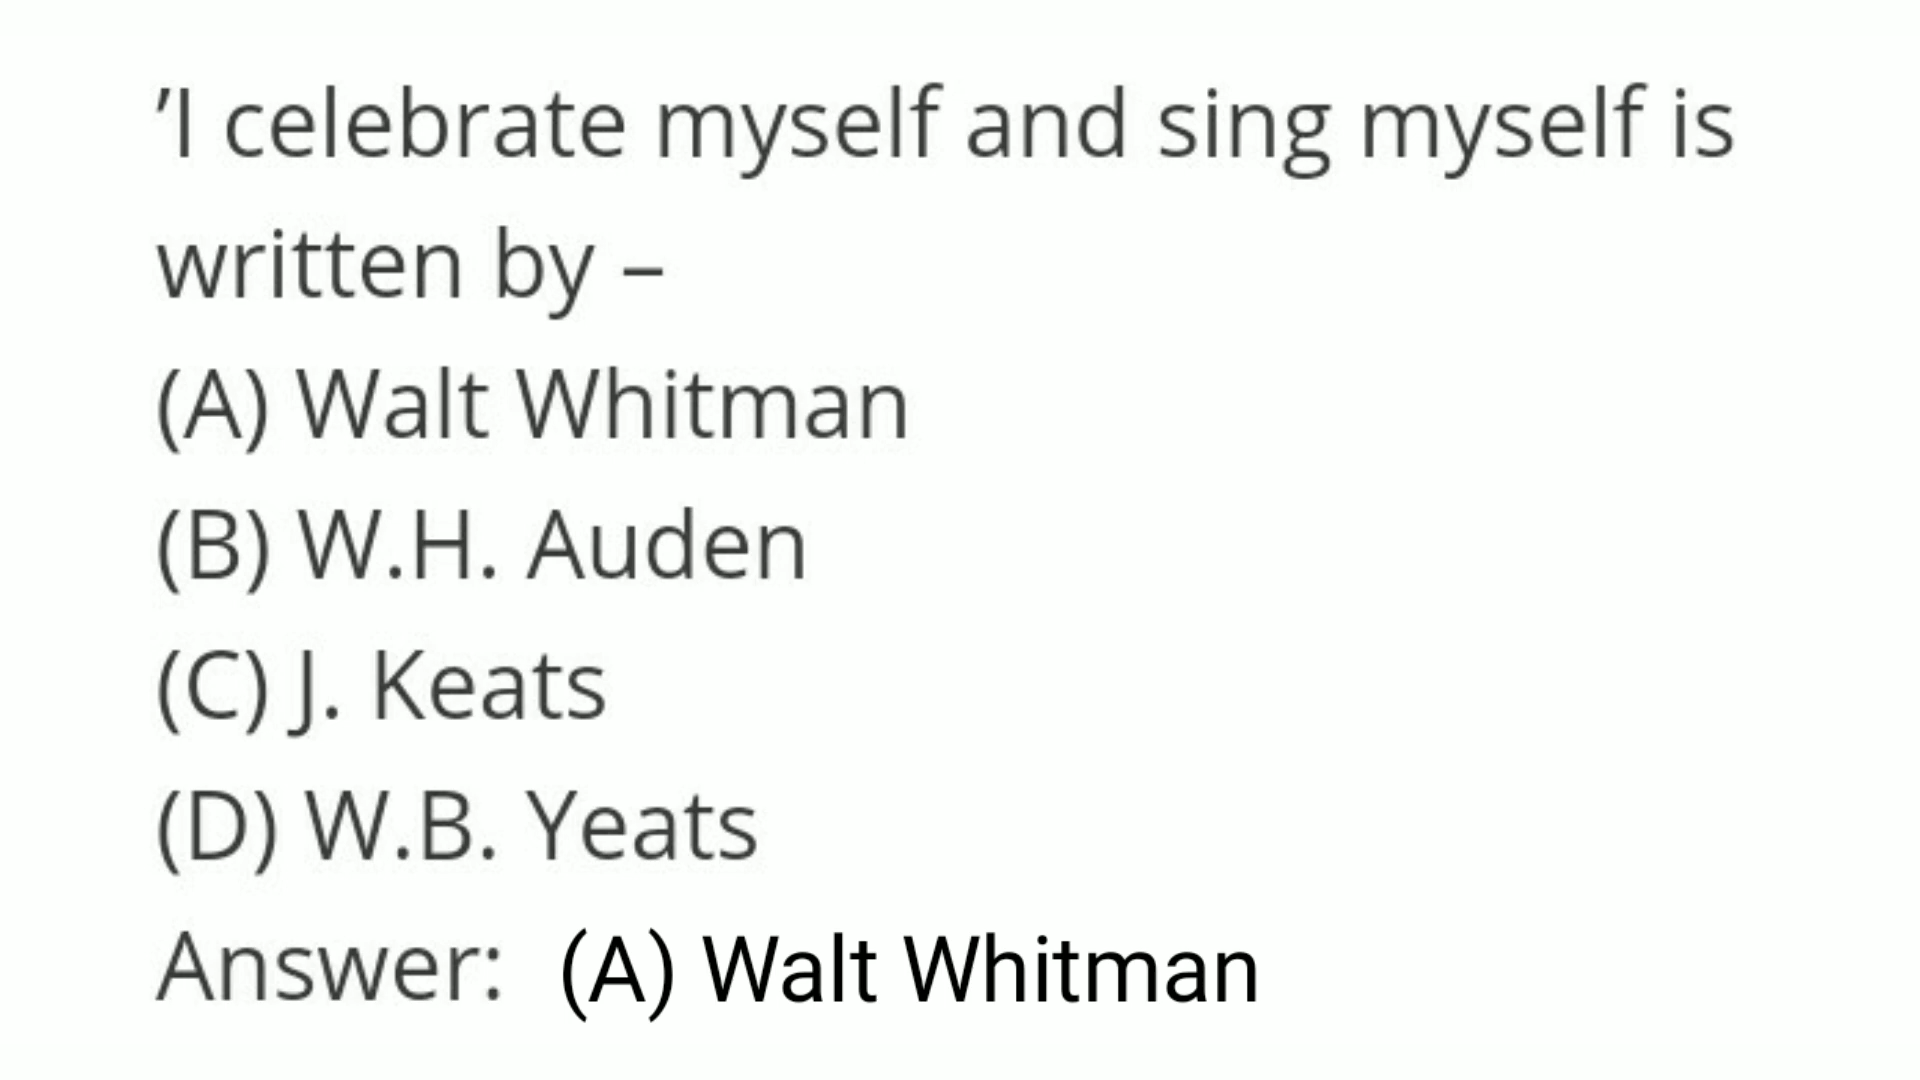 ’I celebrate myself and sing myself is
written by –
(A) Walt Whitman
(B) W.H. Auden
(C) J. Keats
(D) W.B. Yeats
Answer: (A) Walt Whitman